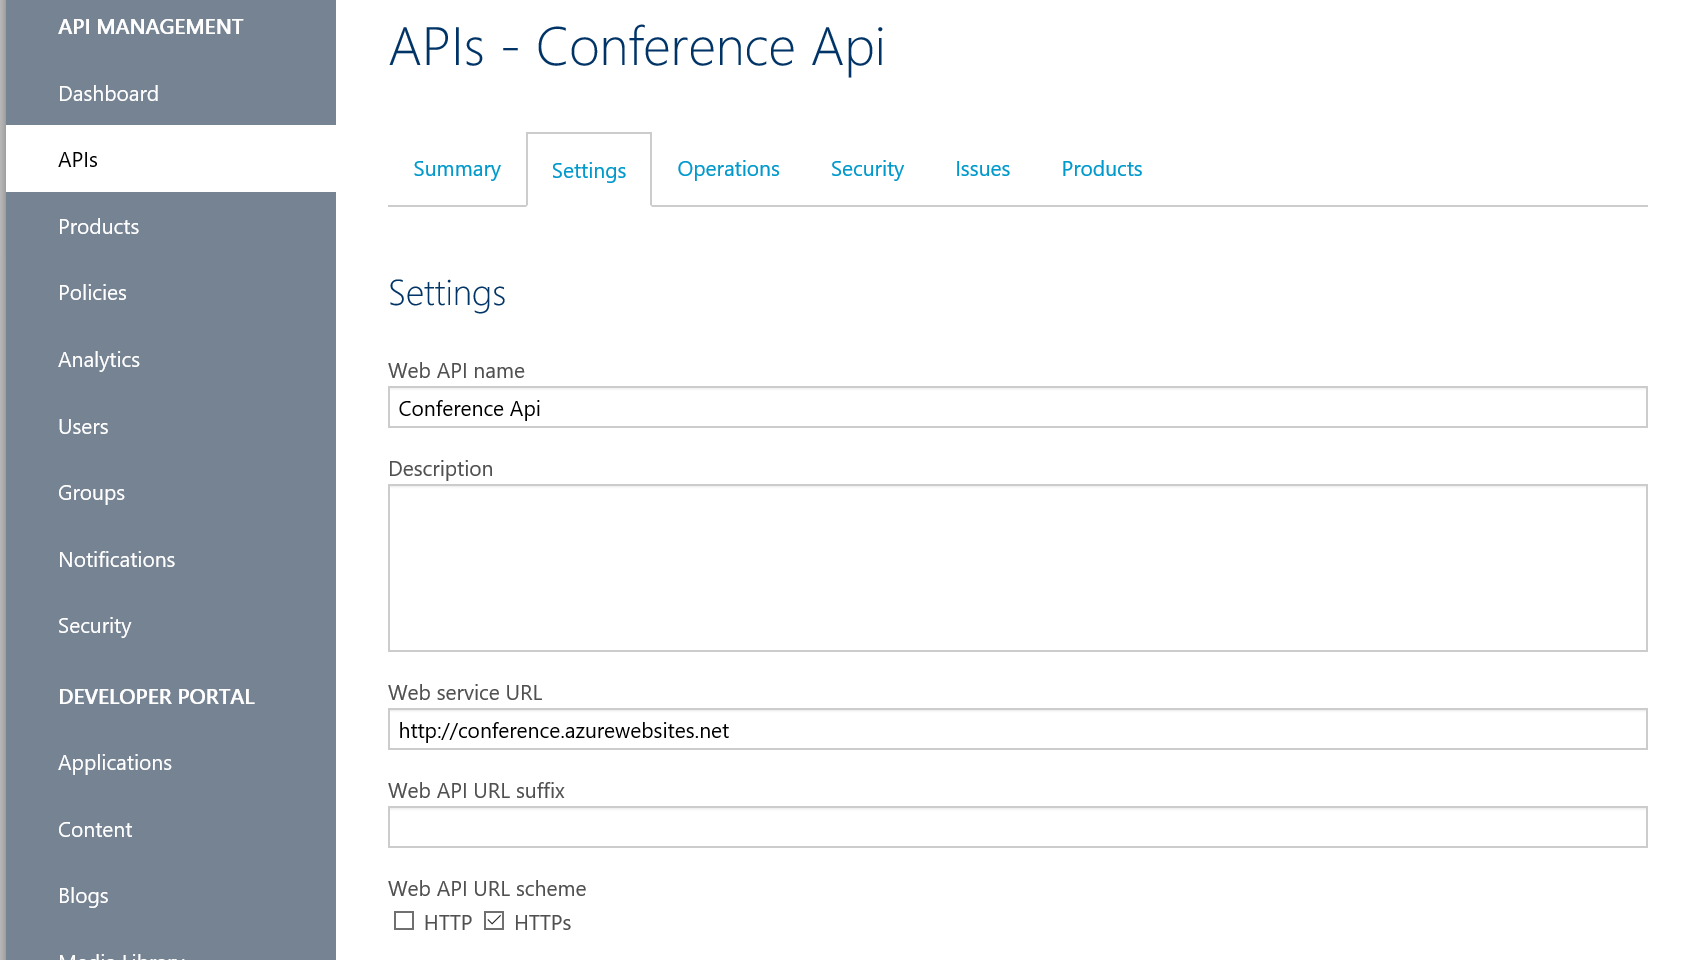 API MANAGEMENT
Dashboard
APIs
Products
Policies
Analytics
Users
Groups
Notifications
Security
DEVELOPER PORTAL
Applications
Content
Blogs
Media Library
APIs - Conference Api
Summary Settings Operations Security Issues Products
Settings
Web API name
Conference Api
Description
Web service URL
http://conference.azurewebsites.net
Web API URL suffix
Web API URL scheme
HTTP HTTPs